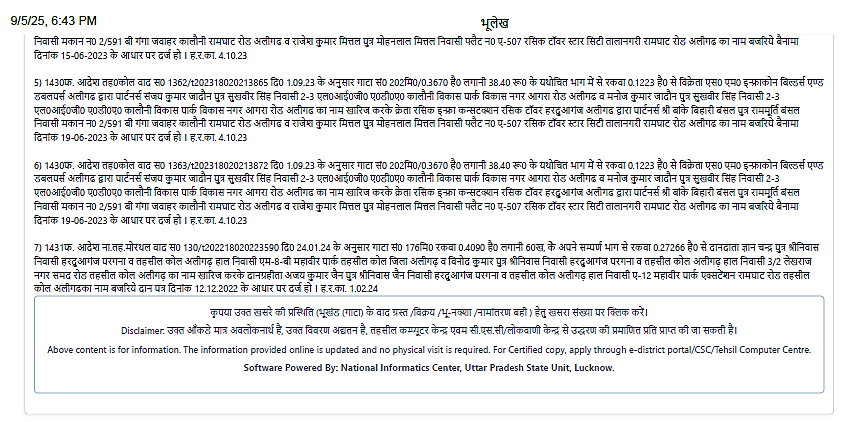 9/5/25, 6:43 PM
भूलेख
निवासी मकान न0 2/591 बी गंगा जवाहर कालौनी रामघाट रोड अलीगढ व राजेश कुमार मित्तल पुत्र मोहनलाल मित्तल निवासी फ्लैट न0 ए-507 रसिक टॉवर स्टार सिटी तालानगरी रामघाट रोड अलीगढ का नाम बजरिये बैनामा
दिनांक 15-06-2023 के आधार पर दर्ज हो । ह.र.का. 4.10.23
5) 1430फ. आदेश तह0कोल वाद स0 1362/t202318020213865 दि0 1.09.23 के अनुसार गाटा सं0 202मि0/0.3670 है0 लगानी 38.40 रू0 के यथोचित भाग मे से रकवा 0.1223 है0 से विक्रेता एस0 एम0 इन्फ्राकोन बिल्डर्स एण्ड
डबलपर्स अलीगढ द्वारा पार्टनर्स संजय कुमार जादौन पुत्र सुखवीर सिंह निवासी 2-3 एल0आई0जी0 ए0डी0ए0 कालौनी विकास पार्क विकास नगर आगरा रोड अलीगढ व मनोज कुमार जादौन पुत्र सुखवीर सिंह निवासी 2-3
एल0आई0जी0 ए0डी0ए0 कालौनी विकास पार्क विकास नगर आगरा रोड अलीगढ का नाम खारिज करके क्रेता रसिक इन्फ्रा कन्सटक्शन रसिक टॉवर हरदुआगंज अलीगढ द्वारा पार्टनर्स श्री बांके बिहारी बंसल पुत्र राममूर्ति बंसल
निवासी मकान न0 2/591 बी गंगा जवाहर कालौनी रामघाट रोड अलीगढ व राजेश कुमार मित्तल पुत्र मोहनलाल मित्तल निवासी फ्लैट न0 ए-507 रसिक टॉवर स्टार सिटी तालानगरी रामघाट रोड अलीगढ का नाम बजरिये बैनामा
दिनांक 19-06-2023 के आधार पर दर्ज हो । ह.र.का. 4.10.23
6) 1430फ. आदेश तह0कोल वाद स0 1363/t202318020213872 दि0 1.09.23 के अनुसार गाटा सं0 202मि0/0.3670 है0 लगानी 38.40 रू0 के यथोचित भाग मे से रकवा 0.1223 है0 से विक्रेता एस0 एम0 इन्फ्राकोन बिल्डर्स एण्ड
डबलपर्स अलीगढ द्वारा पार्टनर्स संजय कुमार जादौन पुत्र सुखवीर सिंह निवासी 2-3 एल0आई0जी0 ए0डी0ए0 कालौनी विकास पार्क विकास नगर आगरा रोड अलीगढ व मनोज कुमार जादौन पुत्र सुखवीर सिंह निवासी 2-3
एल0आई0जी0 ए0डी0ए0 कालौनी विकास पार्क विकास नगर आगरा रोड अलीगढ का नाम खारिज करके क्रेता रसिक इन्फ्रा कन्सटक्शन रसिक टॉवर हरदुआगंज अलीगढ द्वारा पार्टनर्स श्री बांके बिहारी बंसल पुत्र राममूर्ति बंसल
निवासी मकान न0 2/591 बी गंगा जवाहर कालौनी रामघाट रोड अलीगढ व राजेश कुमार मित्तल पुत्र मोहनलाल मित्तल निवासी फ्लैट न0 ए-507 रसिक टॉवर स्टार सिटी तालानगरी रामघाट रोड अलीगढ का नाम बजरिये बैनामा
दिनांक 19-06-2023 के आधार पर दर्ज हो । ह.र.का. 4.10.23
7) 1431फ. आदेश ना.तह.मोरथल वाद स0 130/t202218020223590 दि0 24.01.24 के अनुसार गाटा स0 176मि0 रकवा 0.4090 है0 लगानी 60ख, के अपने सम्पर्ण भाग से रकवा 0.27266 है0 से दानदाता ज्ञान चन्द्र पुत्र श्रीनिवास
निवासी हरदुआगंज परगना व तहसील कोल अलीगढ हाल निवासी एम-8-बी महावीर पार्क तहसील कोल जिला अलीगढ व विनोद कुमार पुत्र श्रीनिवास निवासी हरदुआगंज परगना व तहसील कोल अलीगढ हाल निवासी 3/2 लेखराज
नगर समद रोड तहसील कोल अलीगढ का नाम खारिज करके दानग्रहीता अजय कुमार जैन पुत्र श्रीनिवास जैन निवासी हरदुआगंज परगना व तहसील कोल अलीगढ हाल निवासी ए-12 महावीर पार्क एक्सटेंशन रामघाट रोड तहसील
कोल अलीगढका नाम बजरिये दान पत्र दिनांक 12.12.2022 के आधार पर दर्ज हो । ह.र.का. 1.02.24
कृपया उक्त खसरे की प्रस्थिति (भूखंड (गाटा) के वाद ग्रस्त /विक्रय /भू-नक्शा /नामांतरण बही ) हेतु खसरा संख्या पर क्लिक करे।
Disclaimer: उक्त आँकडे मात्र अवलोकनार्थ है, उक्त विवरण अद्यतन है, तहसील कम्प्यूटर केन्द्र एवम सी.एस.सी/लोकवाणी केन्द्र से उद्धरण की प्रमाणित प्रति प्राप्त की जा सकती है।
Above content is for information. The information provided online is updated and no physical visit is required. For Certified copy, apply through e-district portal/CSC/Tehsil Computer Centre.
Software Powered By: National Informatics Center, Uttar Pradesh State Unit, Lucknow.